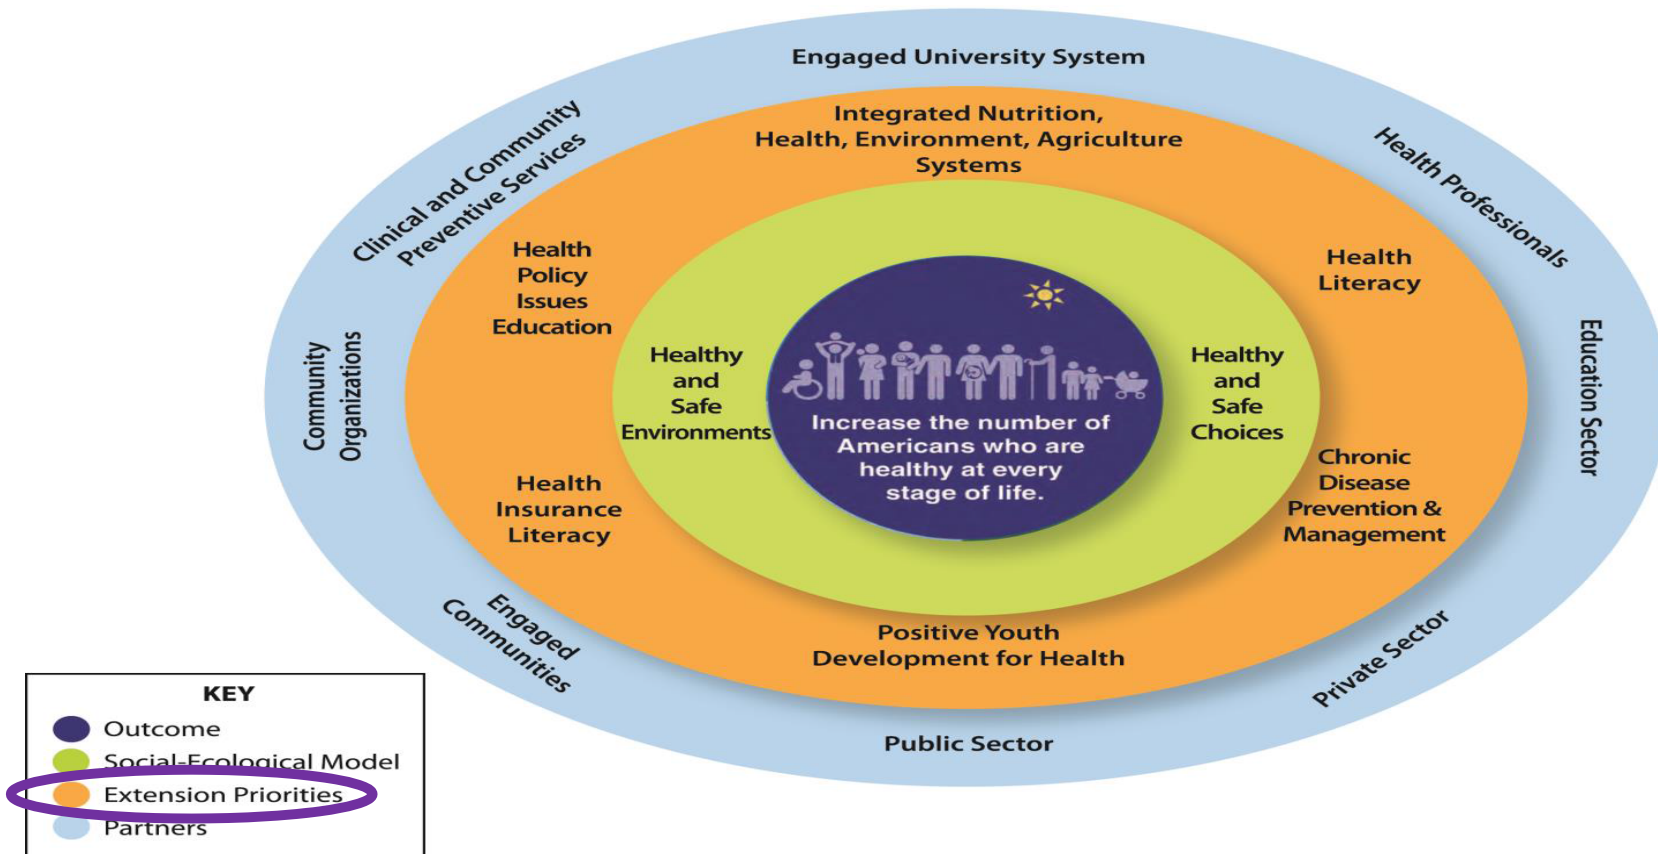 Engaged University System
Clinical and Community
Preventive Services
Health Professionals
Community
Organizations
Education Sector
Engaged
Communities
Private Sector
Public Sector
Integrated Nutrition,
Health, Environment, Agriculture
Systems
Health
Policy
Issues
Education
Health
Literacy
Health
Insurance
Literacy
Chronic
Disease
Prevention &
Management
Positive Youth
Development for Health
Healthy
and
Safe
Environments
Healthy
and
Safe
Choices
Increase the number of
Americans who are
healthy at every
stage of life.
KEY
Outcome
Social-Ecological Model
Extension Priorities
Partners